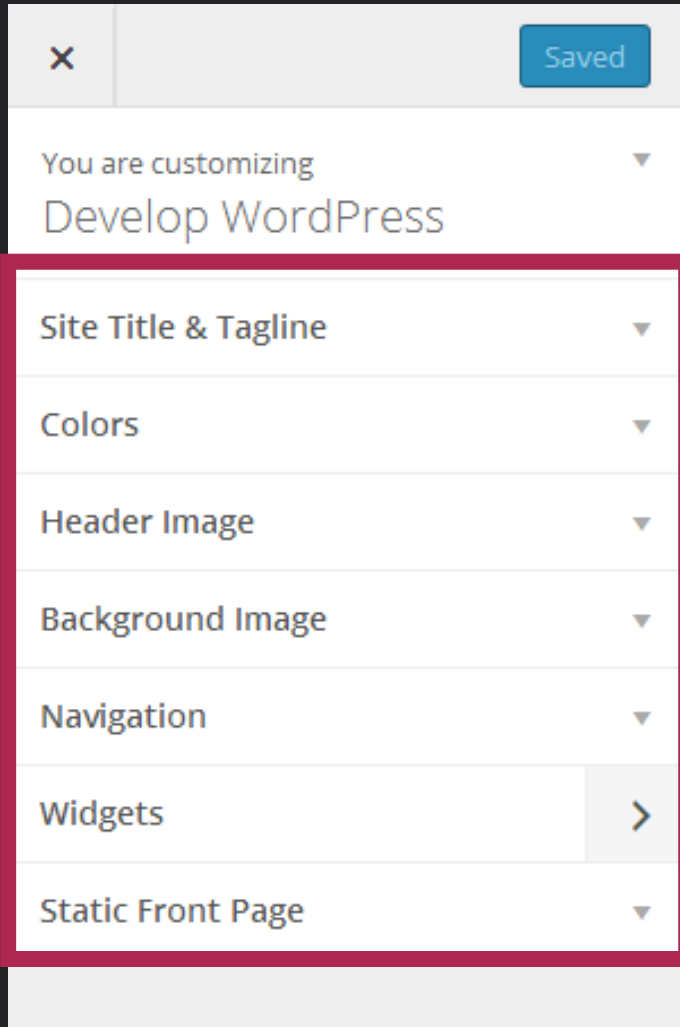 Saved
You are customizing
Develop WordPress
Site Title & Tagline
Colors
Header Image
Background Image
Navigation
Widgets
Static Front Page